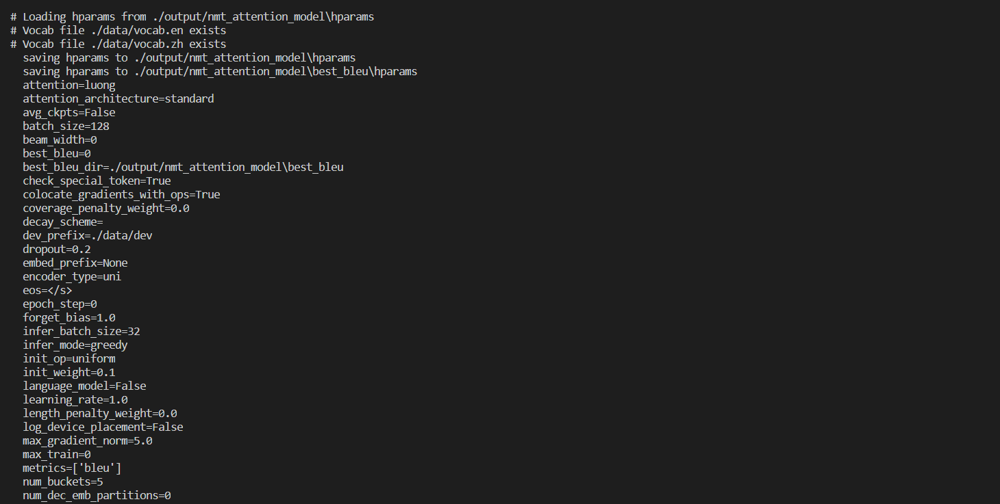 # Loading hparams from ./output/nmt_attention_model\hparams
# Vocab file ./data/vocab.en exists
# Vocab file ./data/vocab.zh exists
saving hparams to ./output/nmt_attention_model\hparams
saving hparams to ./output/nmt_attention_model\best_bleu\hparams
attention=luong
attention_architecture=standard
avg_ckpts=False
batch_size=128
beam_width=0
best_bleu=0
best_bleu_dir=./output/nmt_attention_model\best_bleu
check_special_token=True
colocate_gradients_with_ops=True
coverage_penalty_weight=0.0
decay_scheme=
dev_prefix=./data/dev
dropout=0.2
embed_prefix=None
encoder_type=uni
eos=</s>
epoch_step=0
forget_bias=1.0
infer_batch_size=32
infer_mode=greedy
init_op=uniform
init_weight=0.1
language_model=False
learning_rate=1.0
length_penalty_weight=0.0
log_device_placement=False
max_gradient_norm=5.0
max_train=0
metrics=['bleu']
num_buckets=5
num_dec_emb_partitions=0